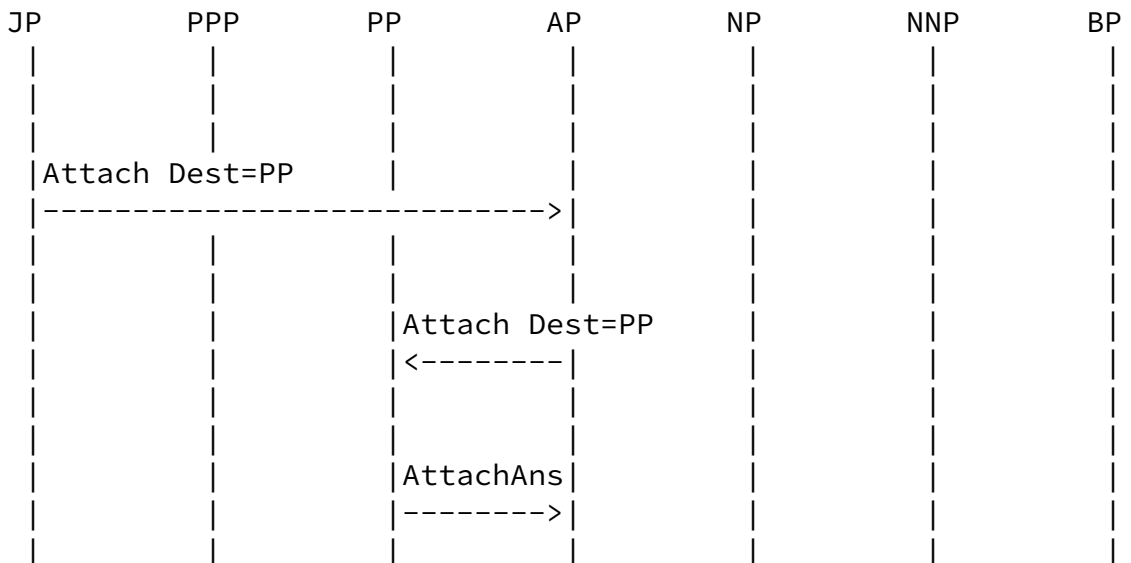 JP PPP PP AP NP NNP BP
Attach Dest=PP
Attach Dest=PP
AttachAns